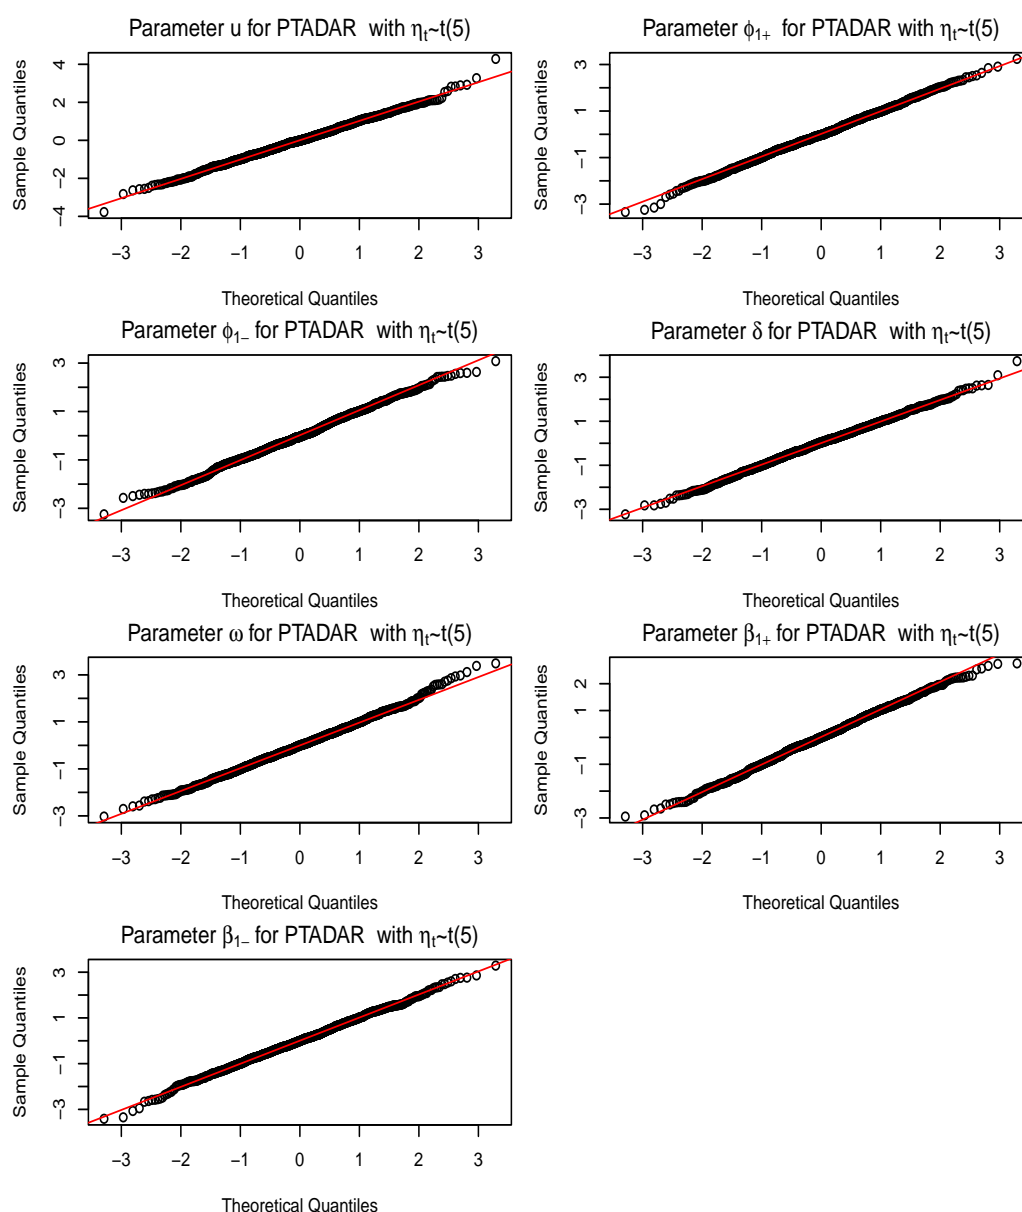 Parameter u for PTADAR with ηt~t(5)
Sample Quantiles
−4 −2 0 2 4
−3 −2 −1 0 1 2 3
Theoretical Quantiles
Parameter ϕ1+ for PTADAR with ηt~t(5)
Sample Quantiles
−3 −1 1 3
−3 −2 −1 0 1 2 3
Theoretical Quantiles
Parameter ϕ1− for PTADAR with ηt~t(5)
Sample Quantiles
−3 −1 1 3
−3 −2 −1 0 1 2 3
Theoretical Quantiles
Parameter δ for PTADAR with ηt~t(5)
Sample Quantiles
−3 −1 1 3
−3 −2 −1 0 1 2 3
Theoretical Quantiles
Parameter ω for PTADAR with ηt~t(5)
Sample Quantiles
−3 −1 1 3
−3 −2 −1 0 1 2 3
Theoretical Quantiles
Parameter β1+ for PTADAR with ηt~t(5)
Sample Quantiles
−3 −1 1 2
−3 −2 −1 0 1 2 3
Theoretical Quantiles
Parameter β1− for PTADAR with ηt~t(5)
Sample Quantiles
−3 −1 1 3
−3 −2 −1 0 1 2 3
Theoretical Quantiles